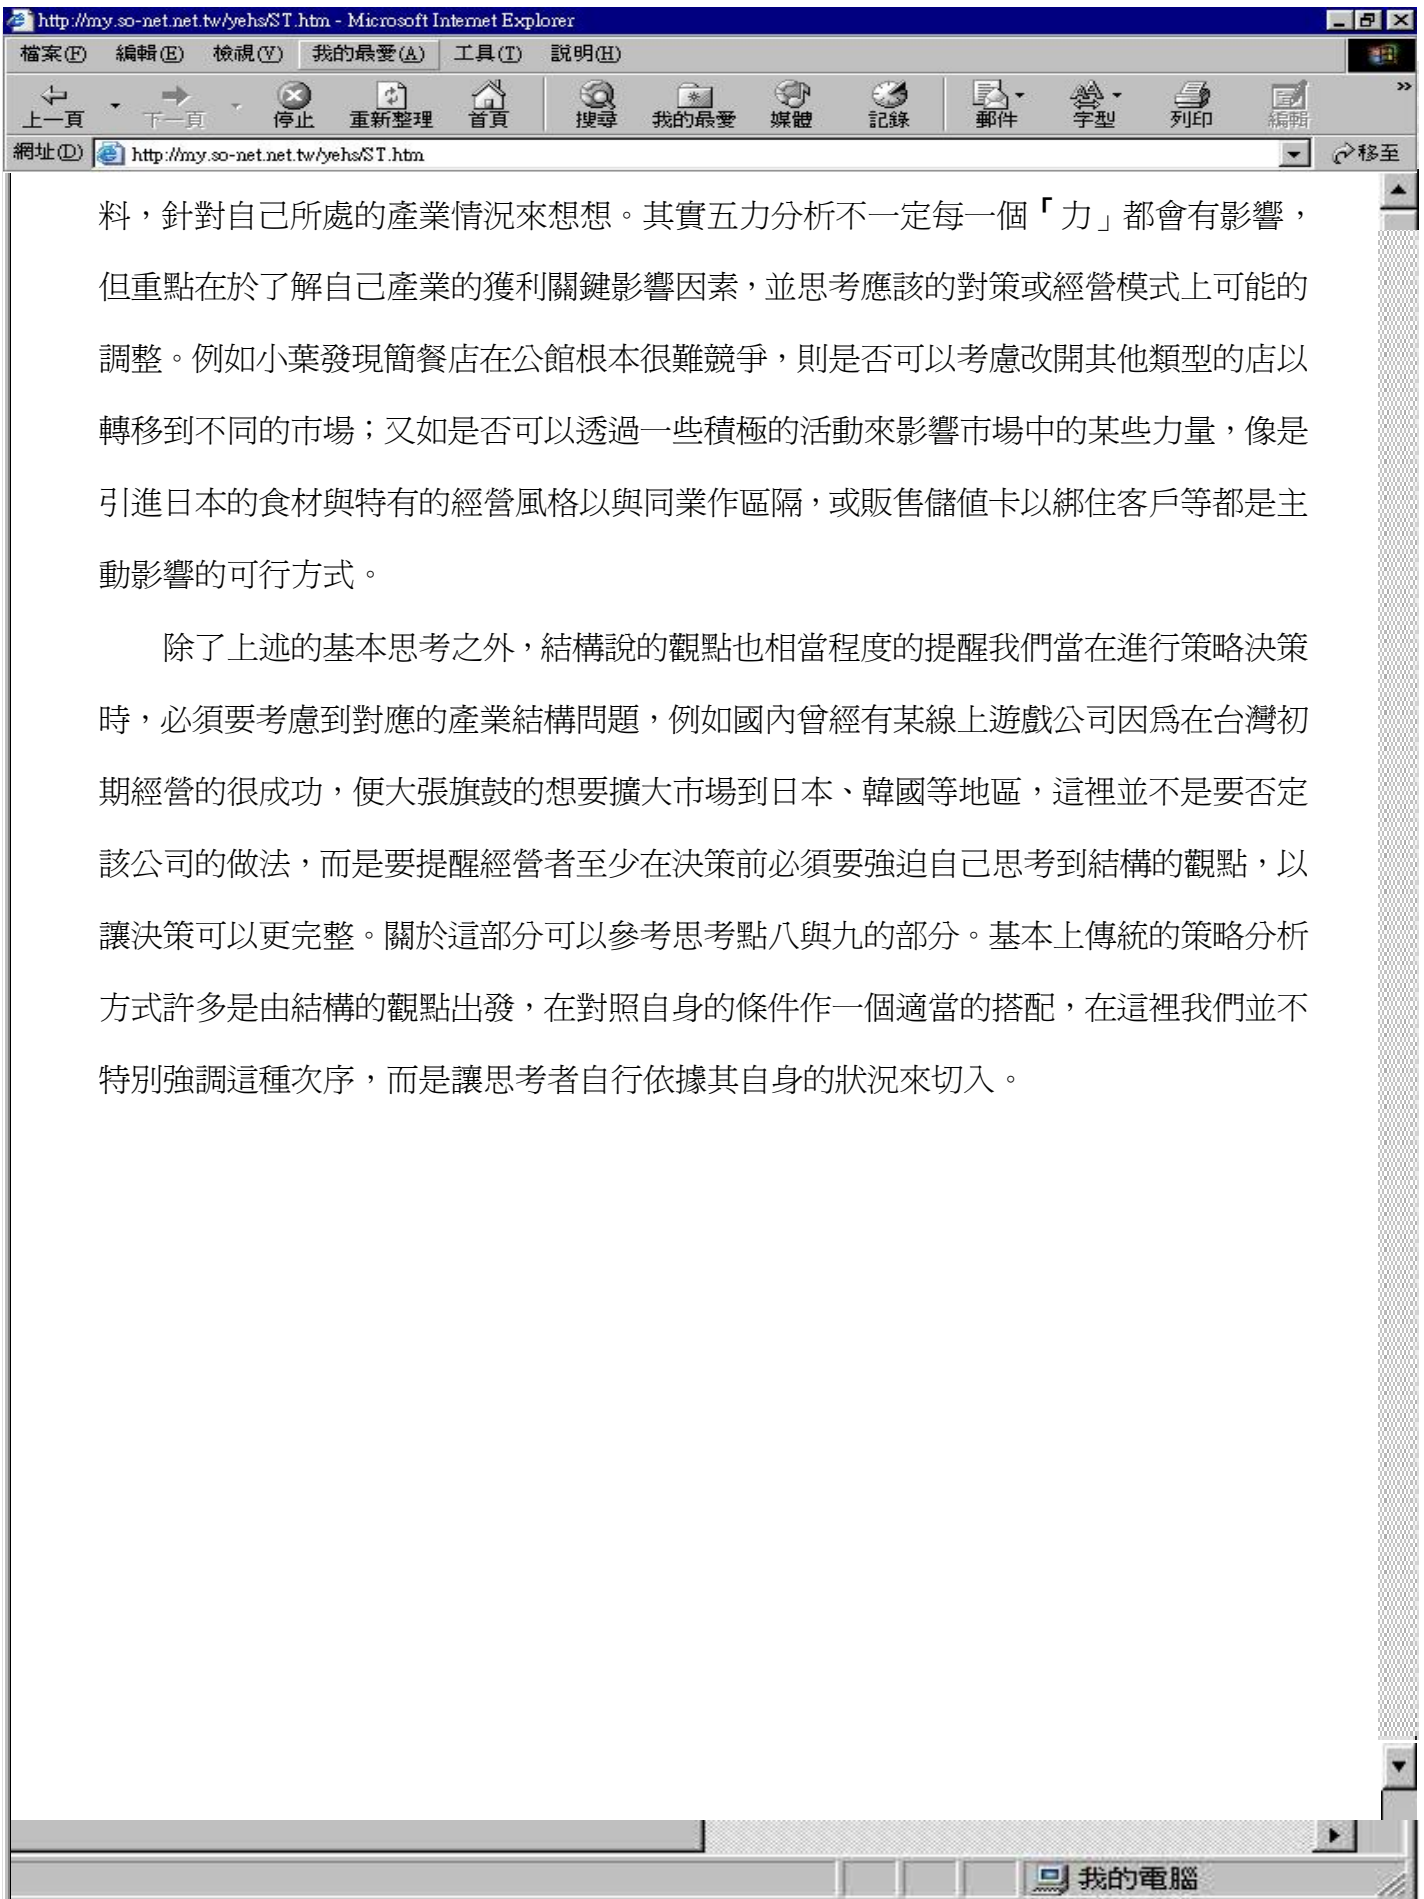 http://my.so-net.net.tw/yehs/ST.htm - Microsoft Internet Explorer
檔案(F) 編輯(E) 檢視(V) 我的最愛(A) 工具(T) 說明(H)
上一頁 下一頁 停止 重新整理 首頁 搜尋 我的最愛 媒體 記錄 郵件 字型 列印 編輯 »
網址(D) http://my.so-net.net.tw/yehs/ST.htm 移至
料，針對自己所處的產業情況來想想。其實五力分析不一定每一個「力」都會有影響，
但重點在於了解自己產業的獲利關鍵影響因素，並思考應該的對策或經營模式上可能的
調整。例如小葉發現簡餐店在公館根本很難競爭，則是否可以考慮改開其他類型的店以
轉移到不同的市場；又如是否可以透過一些積極的活動來影響市場中的某些力量，像是
引進日本的食材與特有的經營風格以與同業作區隔，或販售儲值卡以綁住客戶等都是主
動影響的可行方式。
除了上述的基本思考之外，結構說的觀點也相當程度的提醒我們當在進行策略決策
時，必須要考慮到對應的產業結構問題，例如國內曾經有某線上遊戲公司因為在台灣初
期經營的很成功，便大張旗鼓的想要擴大市場到日本、韓國等地區，這裡並不是要否定
該公司的做法，而是要提醒經營者至少在決策前必須要強迫自己思考到結構的觀點，以
讓決策可以更完整。關於這部分可以參考思考點八與九的部分。基本上傳統的策略分析
方式許多是由結構的觀點出發，在對照自身的條件作一個適當的搭配，在這裡我們並不
特別強調這種次序，而是讓思考者自行依據其自身的狀況來切入。
我的電腦